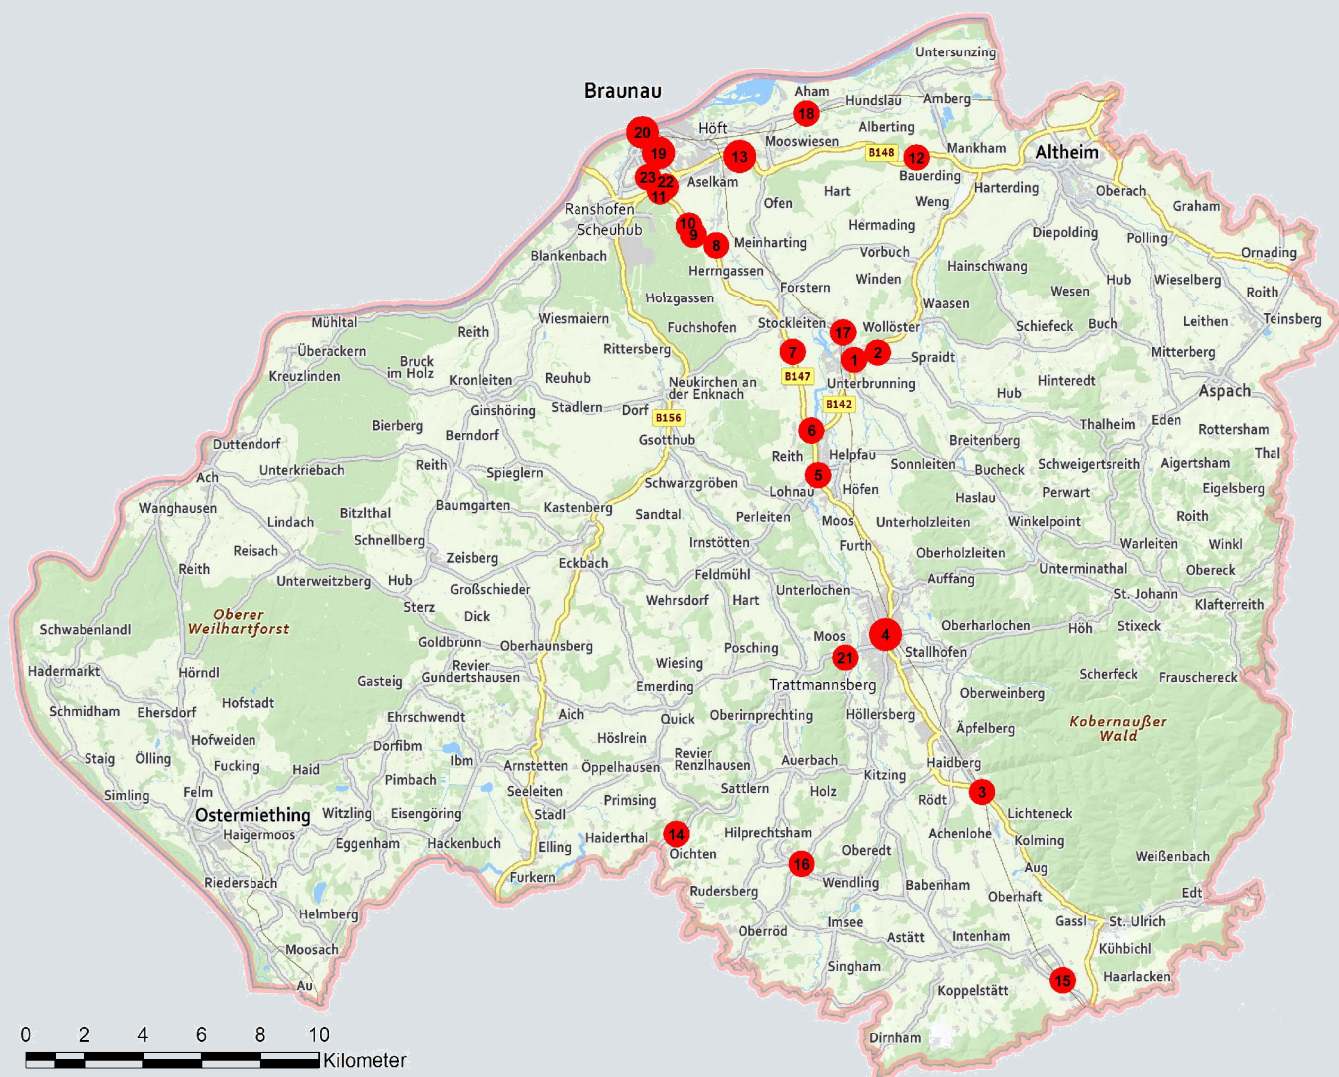 Untersunzing
Braunau
Aham
Hundslau
Amberg
18
Höft
Alberting
20
Mooswiesen
Mankham
Altheim
19
13
B148
12
23
22
Aselkam
Bauerding
Harterding
Oberach
11
Hart
Ofen
Weng
Graham
Ranshofen
Scheuhub
10
9
8
Meinharting
Hermading
Diepolding
Polling
Ornading
Blankenbach
Vorbuch
Herrngassen
Hainschwang
Hub
Wieselberg
Winden
Forstern
Wesen
Roith
Holzgassen
Waasen
Mühltal
Wiesmaiern
Fuchshofen
Stockleiten
17
Wollöster
Schiefeck
Buch
Leithen
Teinsberg
Reith
Überackern
Rittersberg
7
1
2
Spraidt
Mitterberg
Bruck
im Holz
Kreuzlinden
Kronleiten
Reuhub
Neukirchen an
der Enknach
B147
Unterbrunning
Hinteredt
Aspach
Hub
Ginshöring
Stadlern
Dorf
B156
B142
Bierberg
Thalheim
Eden
Rottersham
Berndorf
6
Duttendorf
Gsotthub
Breitenberg
Thal
Reith
Helpfau
Reith
Sonnleiten
Bucheck
Schweigertsreith
Aigertsham
Ach
Unterkriebach
Spieglern
5
Schwarzgröben
Lohnau
Höfen
Haslau
Perwart
Eigelsberg
Wanghausen
Baumgarten
Kastenberg
Sandtal
Perleiten
Moos
Unterholzleiten
Winkelpoint
Roith
Lindach
Bitzlthal
Schnellberg
Irnstötten
Furth
Warleiten
Winkl
Reisach
Zeisberg
Eckbach
Oberholzleiten
Reith
Feldmühl
Unterminathal
Obereck
Unterweitzberg
Hub
Großschieder
Unterlochen
Auffang
St. Johann
Sterz
Wehrsdorf
Hart
Klafterreith
Oberer
Weilhartforst
Dick
Schwabenlandl
Goldbrunn
Oberhaunsberg
Moos
4
Oberharlochen
Höh
Stixeck
Posching
Stallhofen
Hadermarkt
Hörndl
Revier
Gundertshausen
Wiesing
21
Scherfeck
Frauschereck
Gasteig
Emerding
Trattmannsberg
Oberweinberg
Schmidham
Ehersdorf
Hofstadt
Ehrschwendt
Aich
Quick
Oberirnprechting
Höllersberg
Kobernaußer
Wald
Äpfelberg
Hofweiden
Dorfibm
Höslrein
Staig
Ölling
Fucking
Haid
Ibm
Arnstetten
Öppelhausen
Revier
Renzlhausen
Auerbach
Haidberg
Pimbach
Kitzing
Simling
Felm
Seeleiten
Primsing
Sattlern
Holz
Rödt
3
Ostermiething
Witzling
Eisengöring
Stadl
Lichteneck
Haigermoos
Eggenham
Hackenbuch
Elling
Haiderthal
14
Hilprechtsham
Achenlohe
Kolming
Oichten
Oberedt
Weißenbach
16
Aug
Riedersbach
Furkern
Rudersberg
Wendling
Babenham
Oberhaft
Edt
Helmberg
Oberröd
Imsee
Gassl
St. Ulrich
Astätt
Intenham
Moosach
Kühbichl
Singham
15
Haarlacken
Au
Koppelstätt
Dirnham
0 2 4 6 8 10
Kilometer